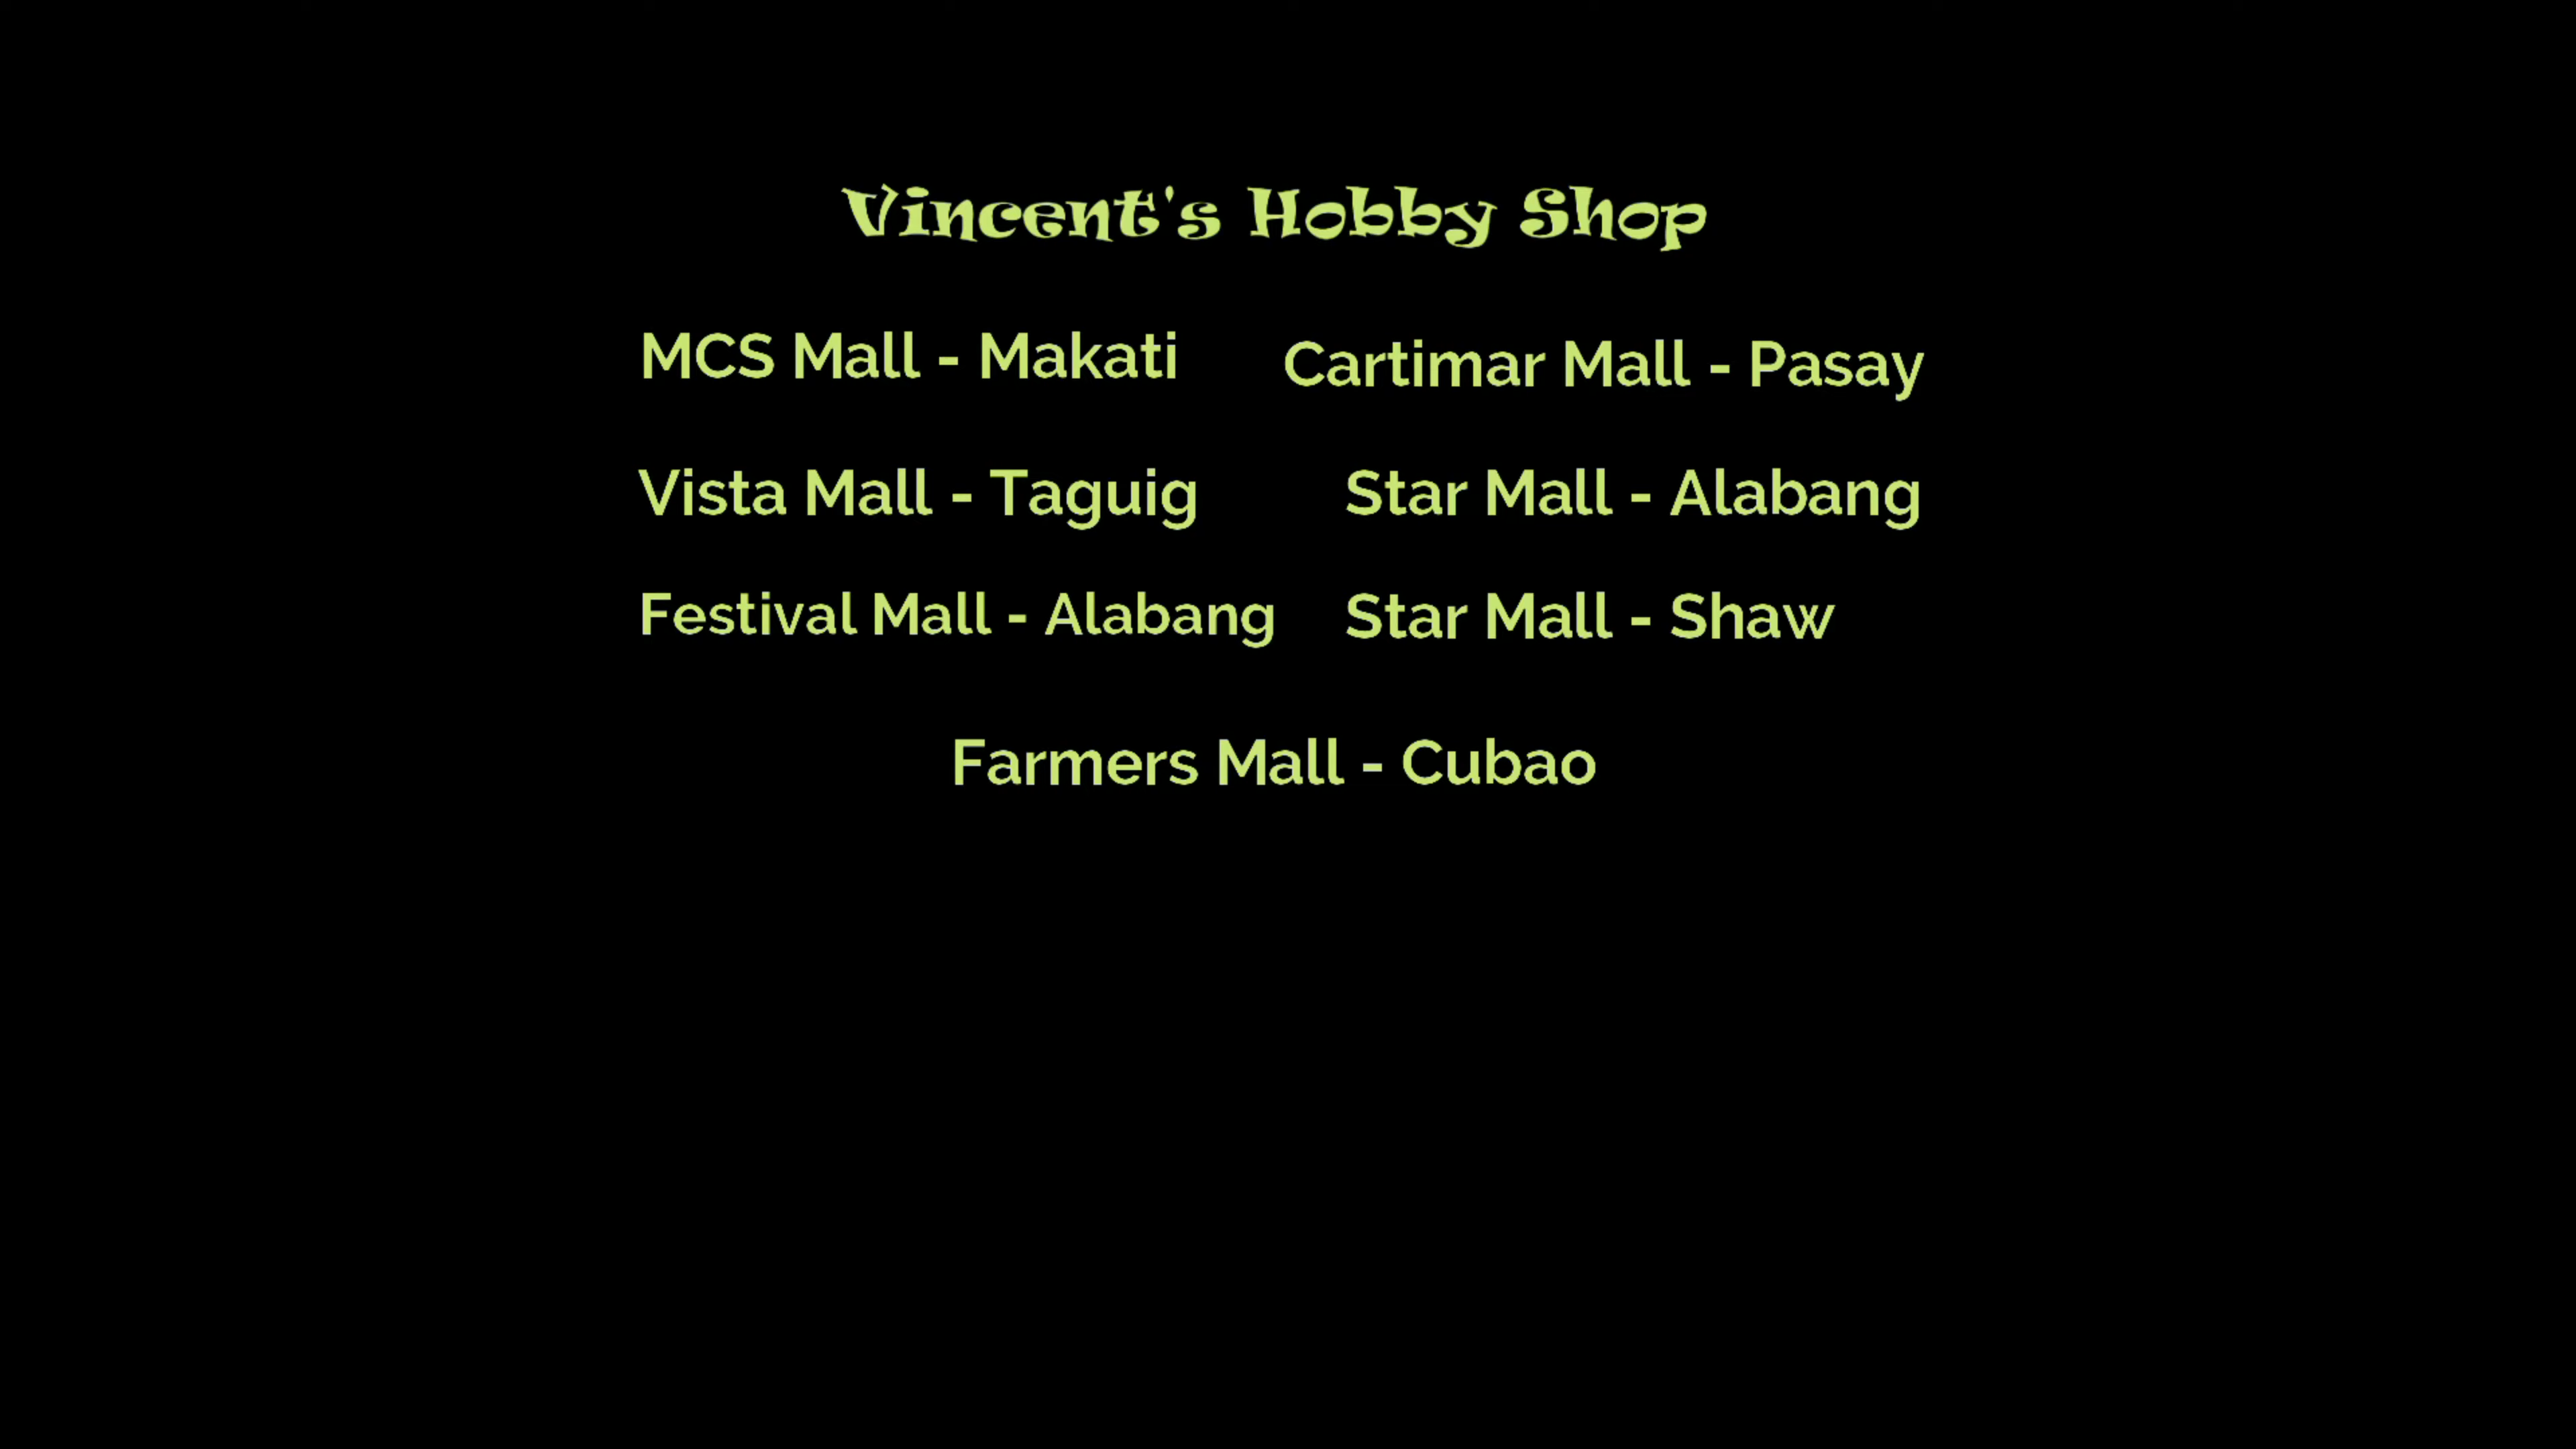 Vincent's Hobby Shop
MCS Mall - Makati
Cartimar Mall - Pasay
Vista Mall - Taguig
Star Mall - Alabang
Festival Mall - Alabang
Star Mall - Shaw
Farmers Mall - Cubao